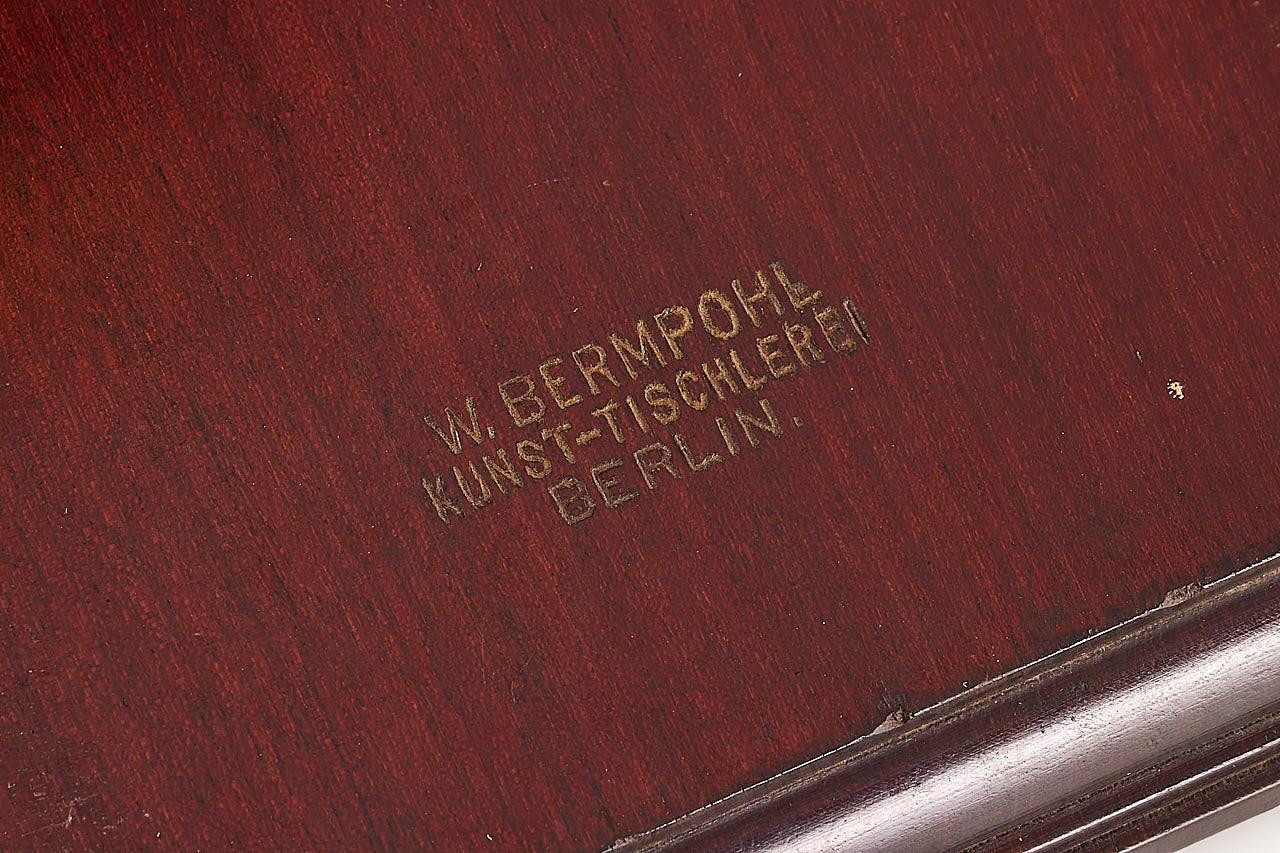 W. BERMPOHL
KUNST-TISCHLEREI
BERLIN.